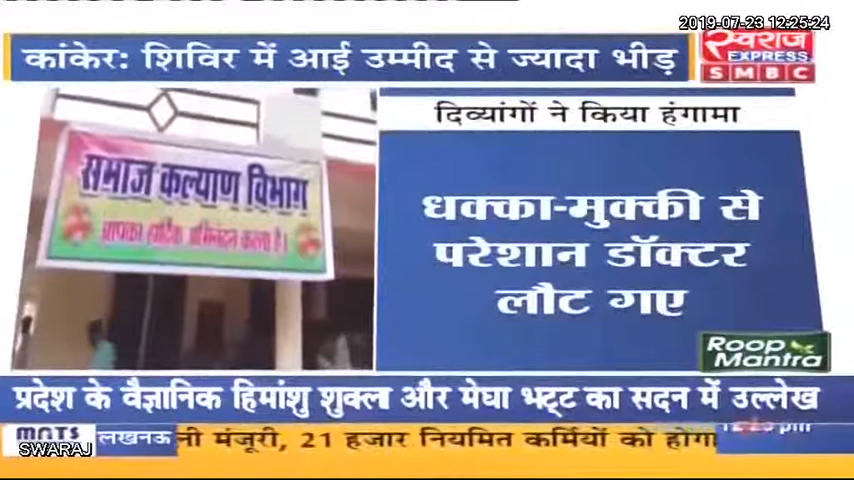 2019-07-23 12:25:24
कांकेर: शिविर में आई उम्मीद से ज्यादा भीड़
स्वराज
EXPRESS
SMBC
दिव्यांगों ने किया हंगामा
समाज कल्याण विभाग
आपका हार्दिक अभिनंदन करता है।
धक्का-मुक्की से
परेशान डॉक्टर
लौट गए
Roop
Mantra
प्रदेश के वैज्ञानिक हिमांशु शुक्ला और मेघा भट्ट का सदन में उल्लेख
SWARAJ
लखनऊ
मंजूरी, 21 हजार नियमित कर्मियों को होगा